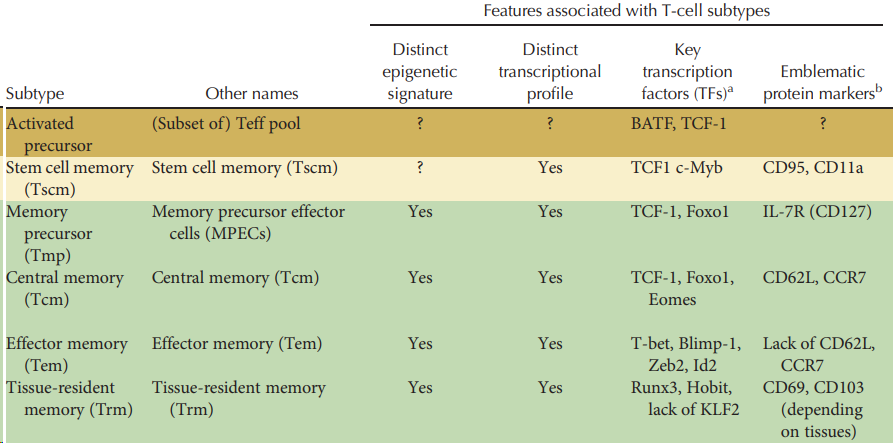 Features associated with T-cell subtypes
Distinct Distinct Key
epigenetic transcriptional transcription Emblematic
Subtype Other names signature profile factors (TFs)a protein markersb
Activated (Subset of) Teff pool ? ? BATF, TCF-1 ?
precursor
Stem cell memory Stem cell memory (Tscm) ? Yes TCF1 c-Myb CD95, CD11a
(Tscm)
Memory Memory precursor effector Yes Yes TCF-1, Foxo1 IL-7R (CD127)
precursor cells (MPECs)
(Tmp)
Central memory Central memory (Tcm) Yes Yes TCF-1, Foxo1, CD62L, CCR7
(Tcm) Eomes
Effector memory Effector memory (Tem) Yes Yes T-bet, Blimp-1, Lack of CD62L,
(Tem) Zeb2, Id2 CCR7
Tissue-resident Tissue-resident memory Yes Yes Runx3, Hobit, CD69, CD103
memory (Trm) (Trm) lack of KLF2 (depending
on tissues)